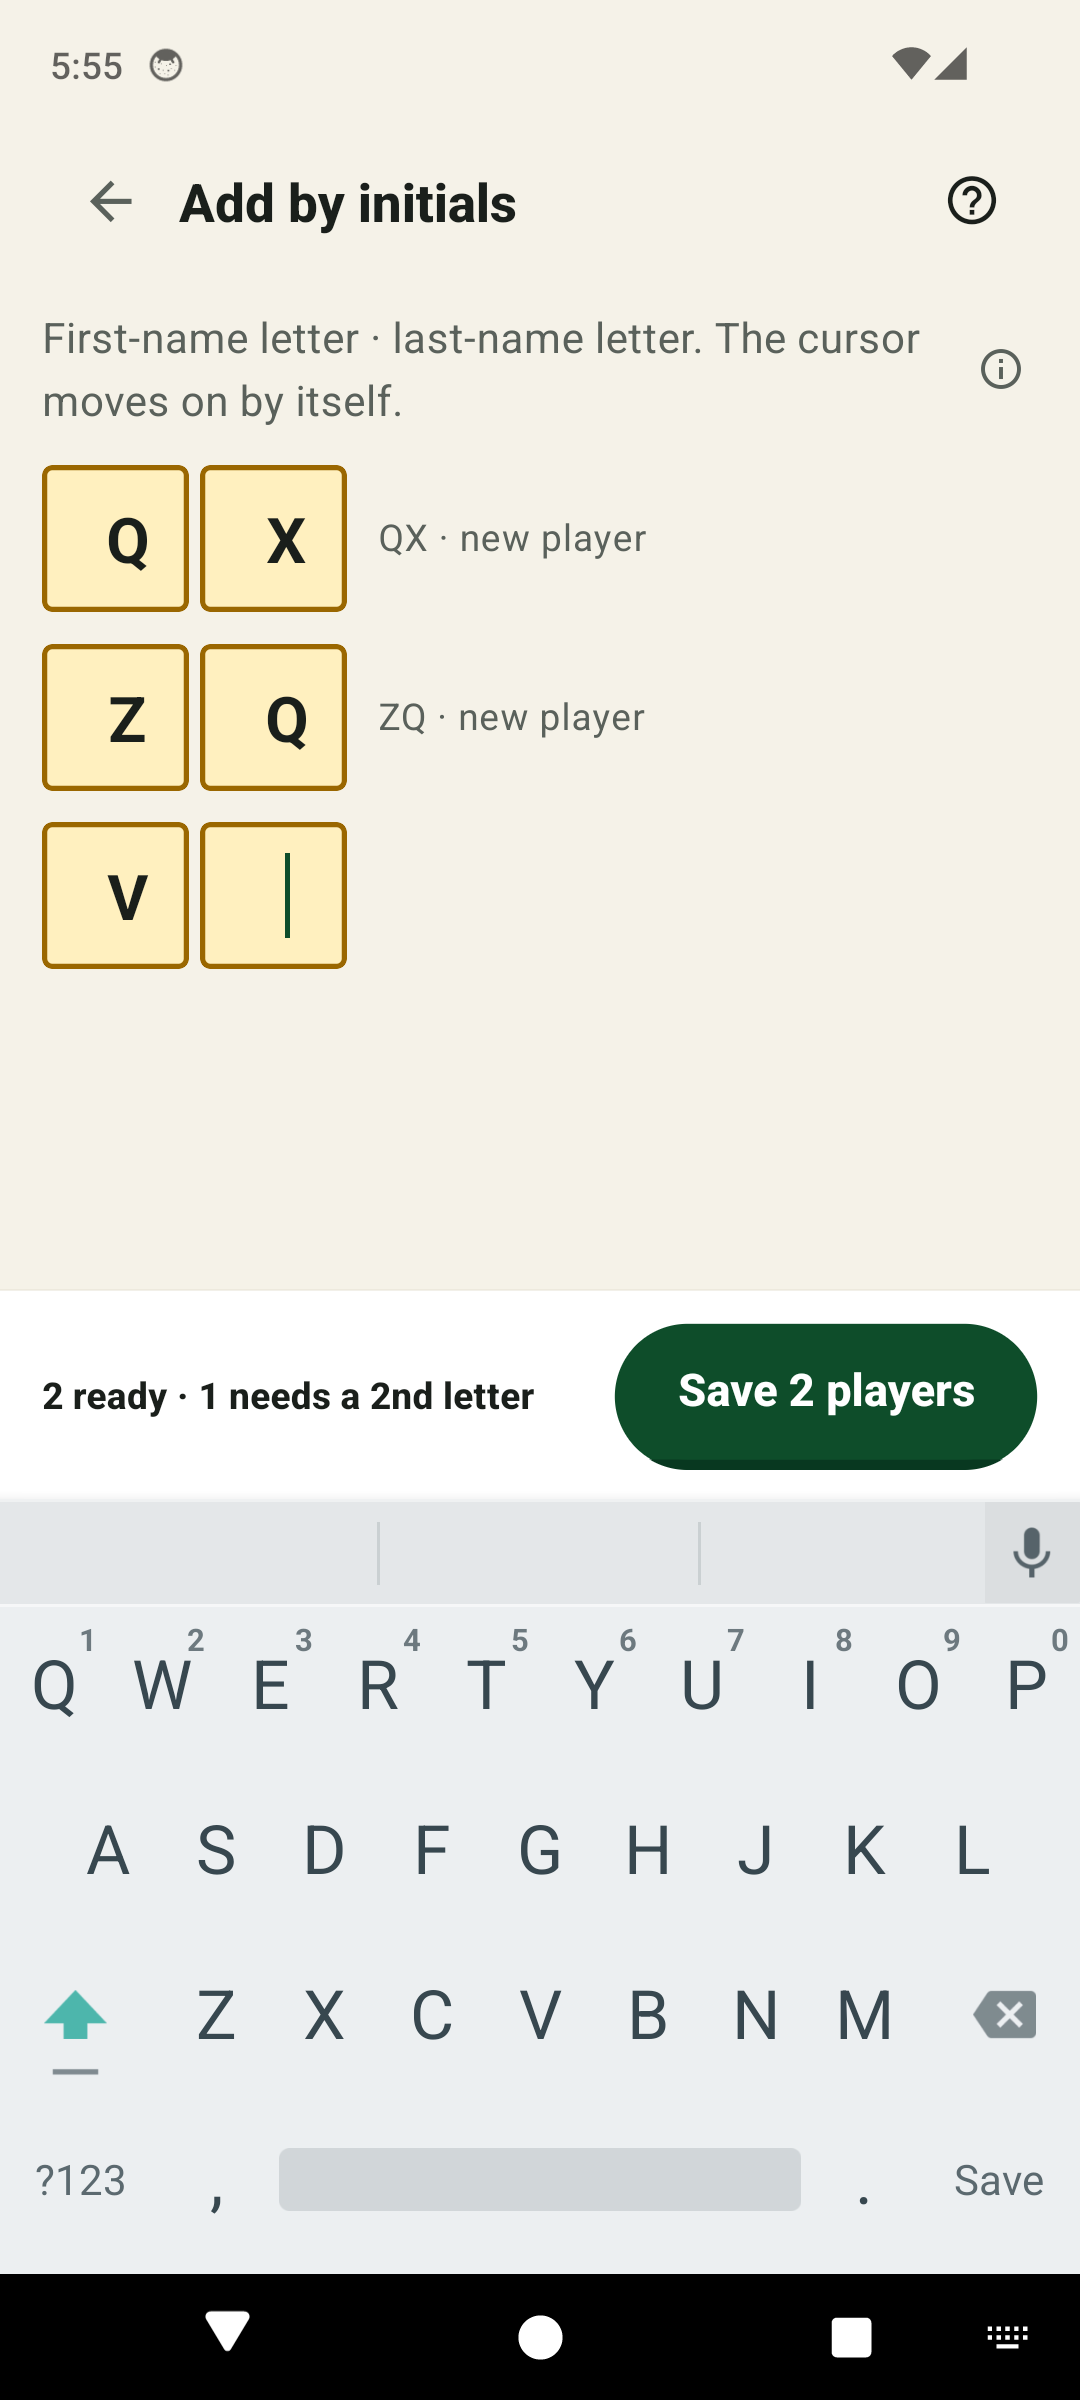 5:55
Add by initials
First-name letter · last-name letter. The cursor
moves on by itself.
Q X QX · new player
Z Q ZQ · new player
V
2 ready · 1 needs a 2nd letter
Save 2 players
1 2 3 4 5 6 7 8 9 0
Q W E R T Y U I O P
A S D F G H J K L
Z X C V B N M
?123 , . Save